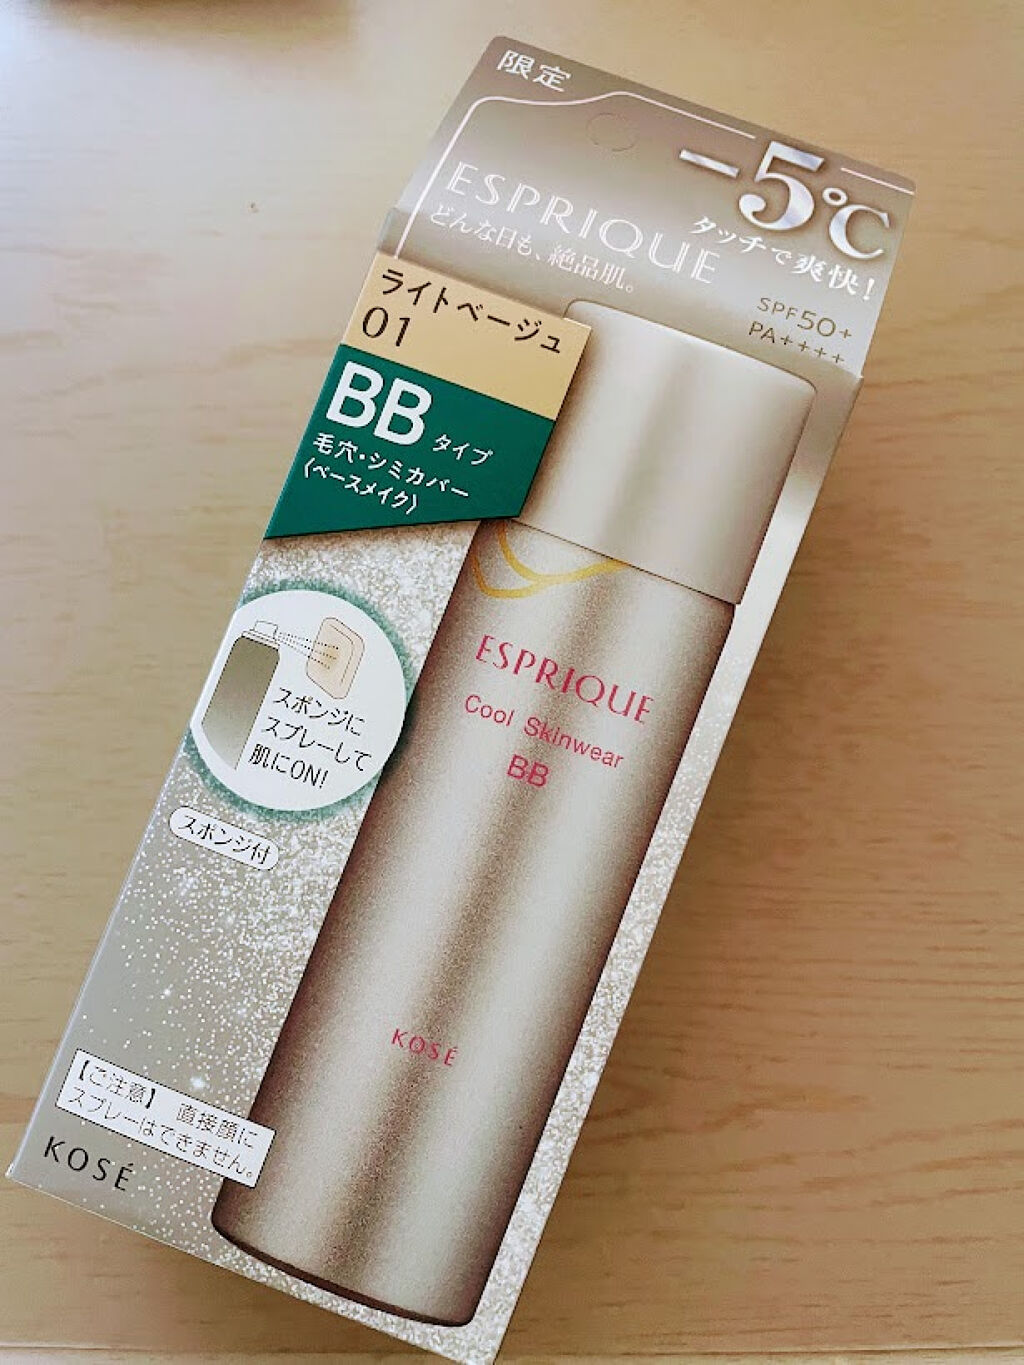 限定
-5℃
タッチで爽快!
ESPRIQUE
どんな日も、絶品肌。
SPF50+
PA++++
ライトベージュ
01
BBタイプ
毛穴・シミカバー
〈ベースメイク〉
スポンジに
スプレーして
肌にON!
スポンジ付
ESPRIQUE
Cool Skinwear
BB
KOSÉ
【ご注意】 直接顔に
スプレーはできません。
KOSÉ